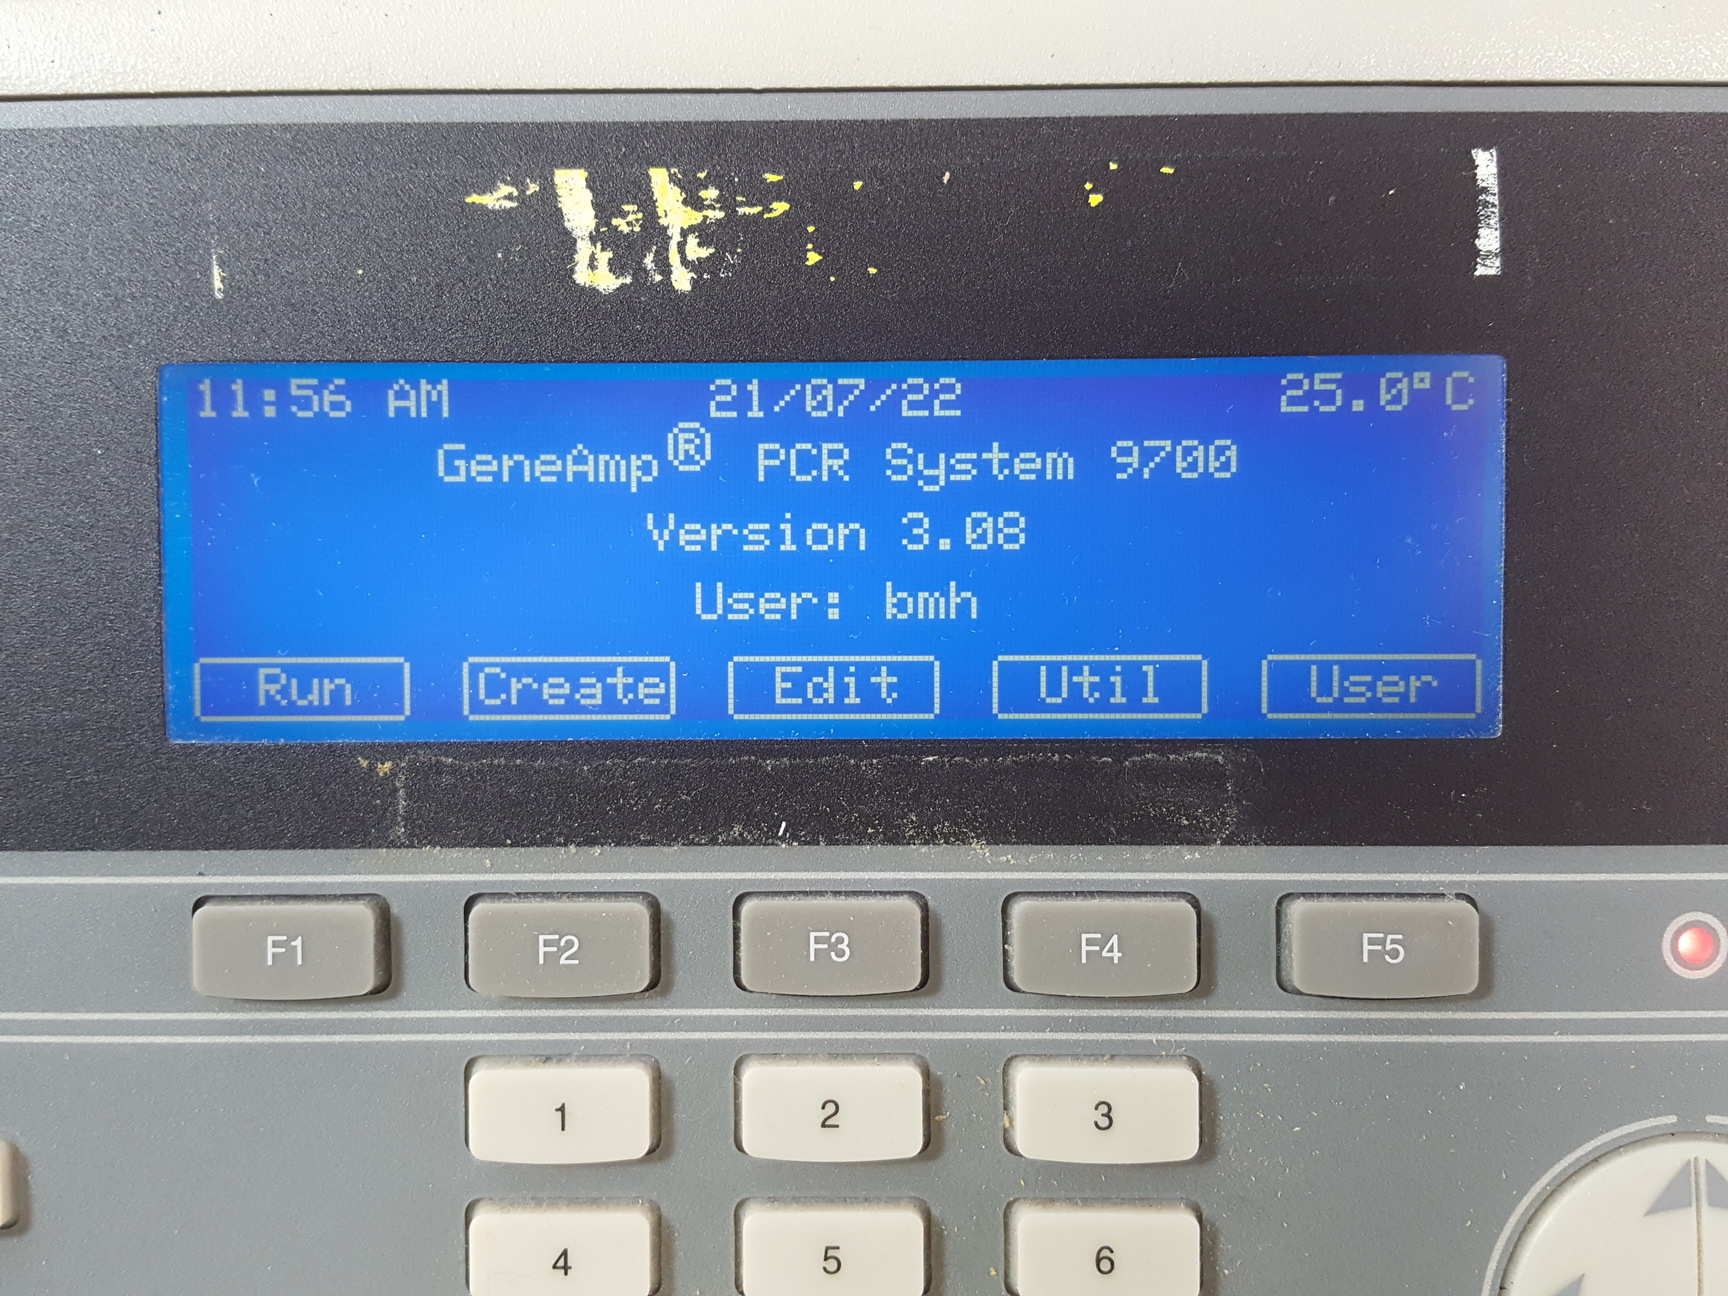 11:56 AM 21/07/22 25.0°C
GeneAmp® PCR System 9700
Version 3.08
User: bmh
Run Create Edit Util User
F1 F2 F3 F4 F5
1 2 3
4 5 6